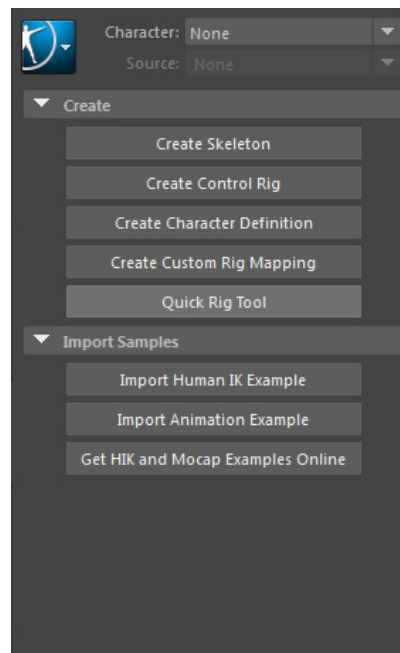 Character: None
Source: None
Create
Create Skeleton
Create Control Rig
Create Character Definition
Create Custom Rig Mapping
Quick Rig Tool
Import Samples
Import Human IK Example
Import Animation Example
Get HIK and Mocap Examples Online